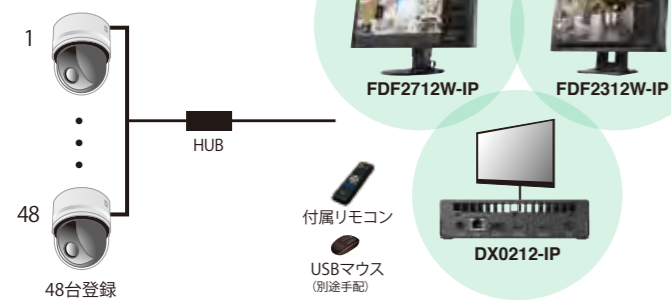 1
FDF2712W-IP
FDF2312W-IP
HUB
48
付属リモコン
USBマウス
（別途手配）
DX0212-IP
48台登録